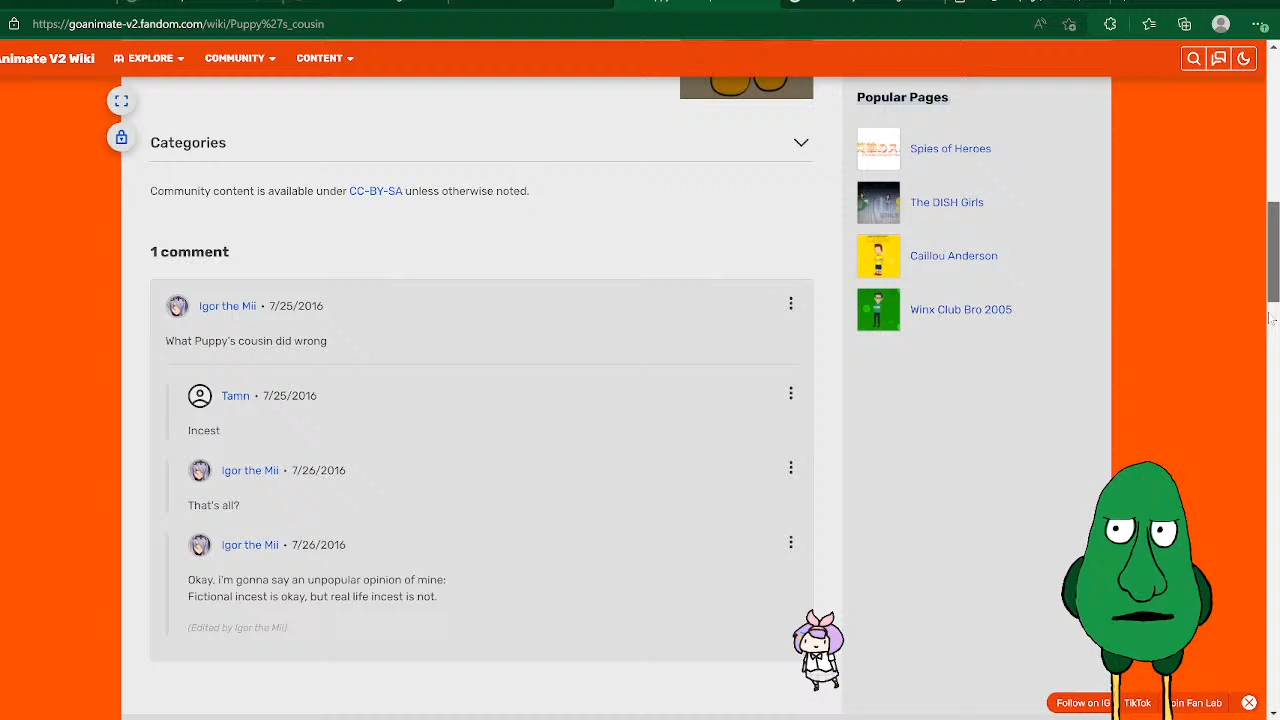 https://goanimate-v2.fandom.com/wiki/Puppy%27s_cousin
Animate V2 Wiki
EXPLORE
COMMUNITY
CONTENT
Popular Pages
Spies of Heroes
The DISH Girls
Caillou Anderson
Winx Club Bro 2005
Categories
Community content is available under CC-BY-SA unless otherwise noted.
1 comment
Igor the Mii • 7/25/2016
What Puppy's cousin did wrong
Tamn • 7/25/2016
Incest
Igor the Mii • 7/26/2016
That's all?
Igor the Mii • 7/26/2016
Okay, i'm gonna say an unpopular opinion of mine:
Fictional incest is okay, but real life incest is not.
(Edited by Igor the Mii)
Follow on IG
TikTok
oin Fan Lab